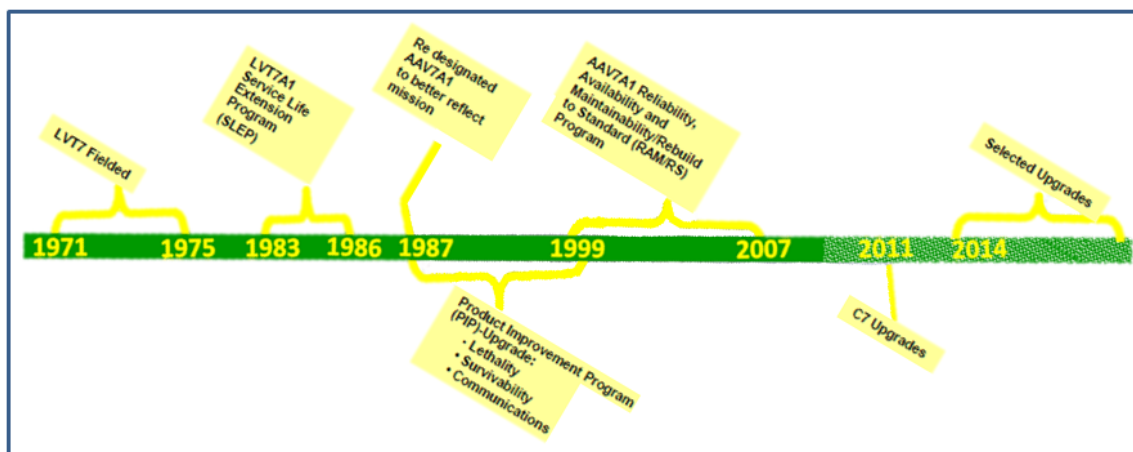 LVT7 Fielded
LVT7A1
Service Life
Extension
Program
(SLEP)
Re designated
AAV7A1
to better reflect
mission
AAV7A1 Reliability,
Availability and
Maintainability/Rebuild
to Standard (RAM/RS)
Program
Selected Upgrades
1971
1975
1983
1986
1987
1999
2007
2011
2014
Product Improvement Program
(PIP)-Upgrade:
• Lethality
• Survivability
• Communications
C7 Upgrades